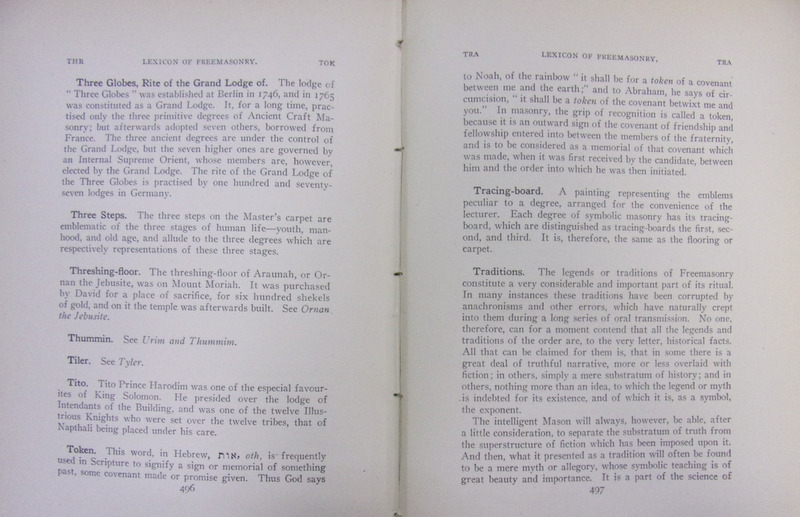 THR LEXICON OF FREEMASONRY. TOK
Three Globes, Rite of the Grand Lodge of. The lodge of
" Three Globes " was established at Berlin in 1746, and in 1765
was constituted as a Grand Lodge. It, for a long time, prac-
tised only the three primitive degrees of Ancient Craft Ma-
sonry; but afterwards adopted seven others, borrowed from
France. The three ancient degrees are under the control of
the Grand Lodge, but the seven higher ones are governed by
an Internal Supreme Orient, whose members are, however,
elected by the Grand Lodge. The rite of the Grand Lodge of
the Three Globes is practised by one hundred and seventy-
seven lodges in Germany.
Three Steps. The three steps on the Master's carpet are
emblematic of the three stages of human life—youth, man-
hood, and old age, and allude to the three degrees which are
respectively representations of these three stages.
Threshing-floor. The threshing-floor of Araunah, or Or-
nan the Jebusite, was on Mount Moriah. It was purchased
by David for a place of sacrifice, for six hundred shekels
of gold, and on it the temple was afterwards built. See Ornan
the Jebusite.
Thummin. See Urim and Thummim.
Tiler. See Tyler.
Tito. Tito Prince Harodim was one of the especial favour-
ites of King Solomon. He presided over the lodge of
Intendants of the Building, and was one of the twelve Illus-
trious Knights who were set over the twelve tribes, that of
Napthali being placed under his care.
Token. This word, in Hebrew, אות, oth, is frequently
used in Scripture to signify a sign or memorial of something
past, some covenant made or promise given. Thus God says
496
TRA LEXICON OF FREEMASONRY. TRA
to Noah, of the rainbow " it shall be for a token of a covenant
between me and the earth;" and to Abraham, he says of cir-
cumcision, " it shall be a token of the covenant betwixt me and
you." In masonry, the grip of recognition is called a token,
because it is an outward sign of the covenant of friendship and
fellowship entered into between the members of the fraternity,
and is to be considered as a memorial of that covenant which
was made, when it was first received by the candidate, between
him and the order into which he was then initiated.
Tracing-board. A painting representing the emblems
peculiar to a degree, arranged for the convenience of the
lecturer. Each degree of symbolic masonry has its tracing-
board, which are distinguished as tracing-boards the first, sec-
ond, and third. It is, therefore, the same as the flooring or
carpet.
Traditions. The legends or traditions of Freemasonry
constitute a very considerable and important part of its ritual.
In many instances these traditions have been corrupted by
anachronisms and other errors, which have naturally crept
into them during a long series of oral transmission. No one,
therefore, can for a moment contend that all the legends and
traditions of the order are, to the very letter, historical facts.
All that can be claimed for them is, that in some there is a
great deal of truthful narrative, more or less overlaid with
fiction; in others, simply a mere substratum of history; and in
others, nothing more than an idea, to which the legend or myth
is indebted for its existence, and of which it is, as a symbol,
the exponent.
The intelligent Mason will always, however, be able, after
a little consideration, to separate the substratum of truth from
the superstructure of fiction which has been imposed upon it.
And then, what it presented as a tradition will often be found
to be a mere myth or allegory, whose symbolic teaching is of
great beauty and importance. It is a part of the science of
497